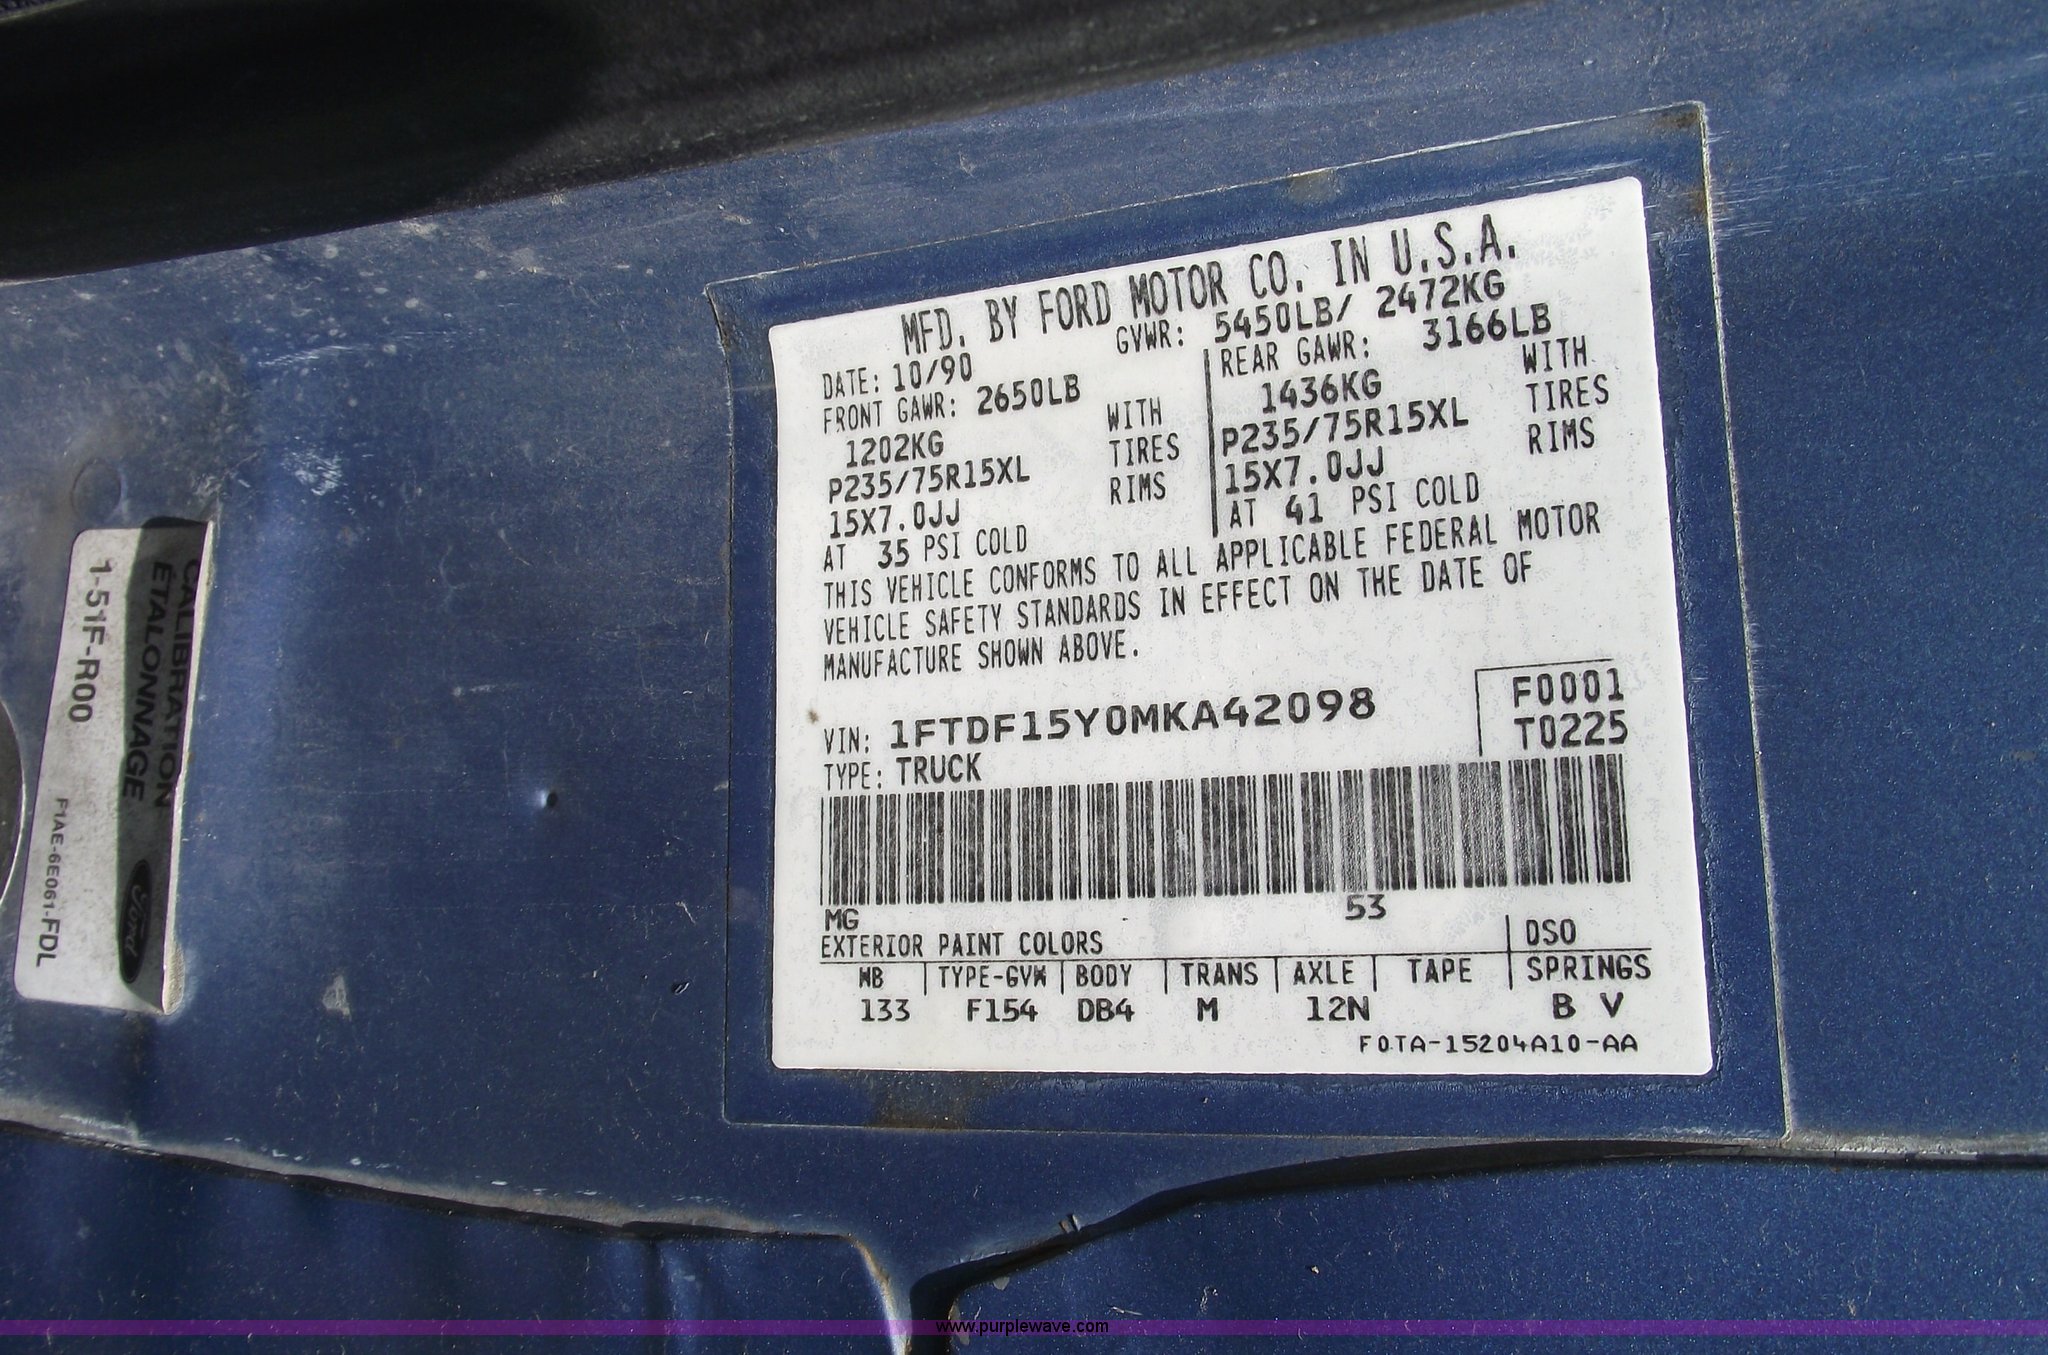 MFD. BY FORD MOTOR CO. IN U.S.A.
DATE: 10/90 GVWR: 5450LB/ 2472KG
FRONT GAWR: 2650LB
1202KG WITH
P235/75R15XL TIRES
15X7.0JJ RIMS
AT 35 PSI COLD
REAR GAWR: 3166LB
1436KG WITH
P235/75R15XL TIRES
15X7.0JJ RIMS
AT 41 PSI COLD
THIS VEHICLE CONFORMS TO ALL APPLICABLE FEDERAL MOTOR
VEHICLE SAFETY STANDARDS IN EFFECT ON THE DATE OF
MANUFACTURE SHOWN ABOVE.
VIN: 1FTDF15Y0MKA42098
TYPE: TRUCK
F0001
T0225
MG 53
EXTERIOR PAINT COLORS DSO
WB TYPE-GVW BODY TRANS AXLE TAPE SPRINGS
133 F154 DB4 M 12N B V
F0TA-15204A10-AA
CALIBRATION
ÉTALONNAGE
1-51F-R00
F1AE-6E061-FDL
Ford
www.purplewave.com